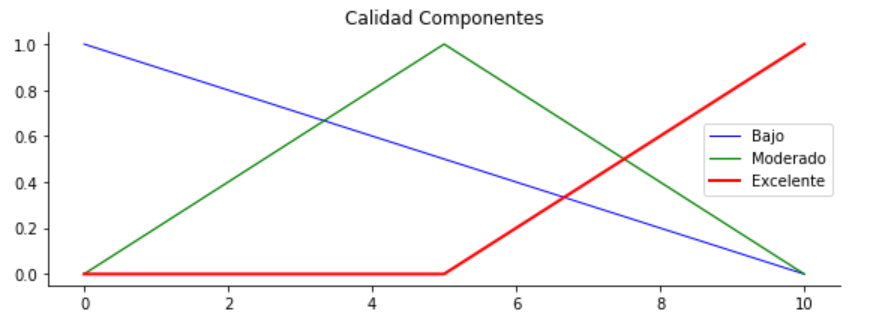 Calidad Componentes
1.0
0.8
0.6
0.4
0.2
0.0
Bajo
Moderado
Excelente
0 2 4 6 8 10